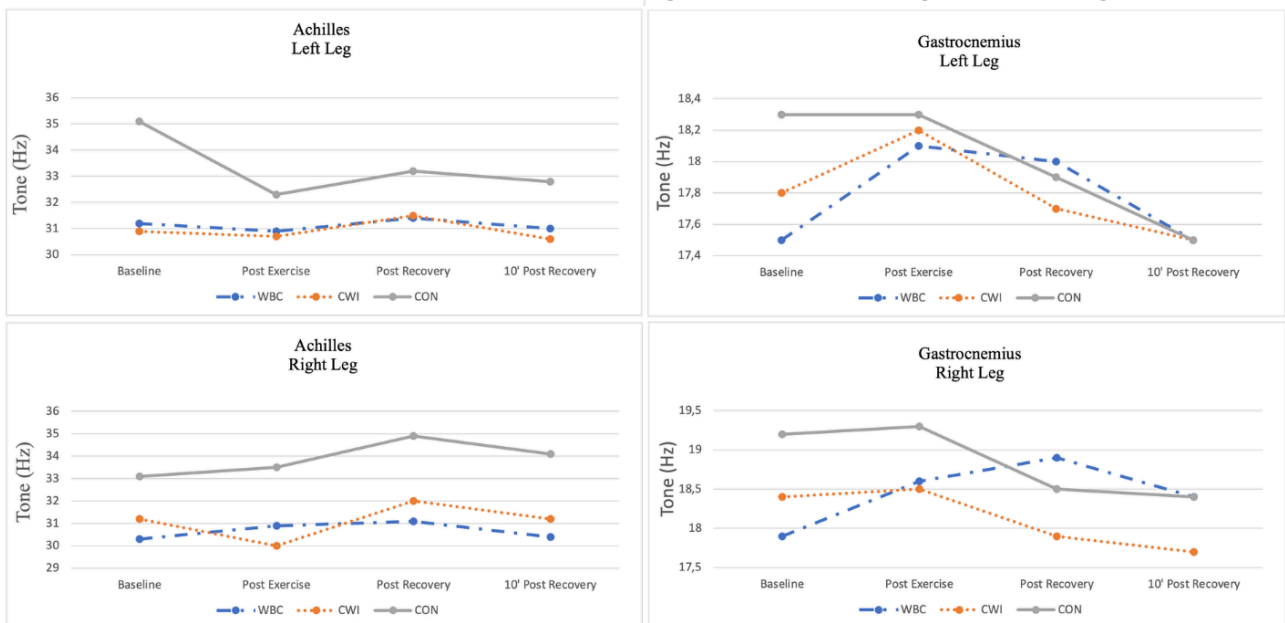 Achilles
Left Leg
Tone (Hz)
36
35
34
33
32
31
30
Baseline Post Exercise Post Recovery 10' Post Recovery
WBC CWI CON
Gastrocnemius
Left Leg
Tone (Hz)
18,4
18,2
18
17,8
17,6
17,4
Baseline Post Exercise Post Recovery 10' Post Recovery
WBC CWI CON
Achilles
Right Leg
Tone (Hz)
36
35
34
33
32
31
30
29
Baseline Post Exercise Post Recovery 10' Post Recovery
WBC CWI CON
Gastrocnemius
Right Leg
Tone (Hz)
19,5
19
18,5
18
17,5
Baseline Post Exercise Post Recovery 10' Post Recovery
WBC CWI CON